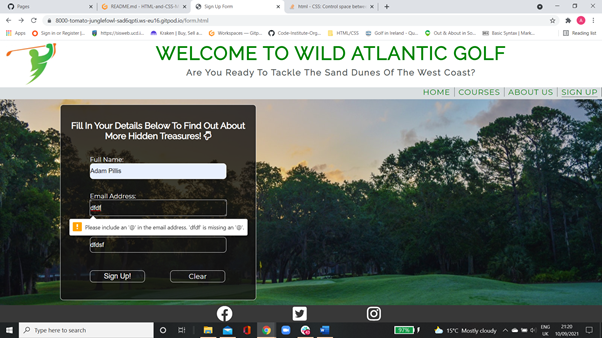 Pages
README.md - HTML-and-CSS-H
Sign Up Form
html - CSS: Control space betwe
8000-tomato-junglefowl-sad6qpti.ws-eu16.gitpod.io/form.html
Apps
Sign in or Register |
Kraken | Buy, Sell a
Workspaces — Gitp
Code-Institute-Org
HTML/CSS
Golf in Ireland - Qu
Out & About in So
Basic Syntax | Mark
Reading list
WELCOME TO WILD ATLANTIC GOLF
Are You Ready To Tackle The Sand Dunes Of The West Coast?
HOME | COURSES | ABOUT US | SIGN UP
Fill In Your Details Below To Find Out About
More Hidden Treasures!
Full Name:
Adam Pillis
Email Address:
dfdf
Please include an '@' in the email address. 'dfdf' is missing an '@'.
dfdsf
Sign Up! Clear
Type here to search
97%
15°C Mostly cloudy
ENG
UK
21:20
10/09/2021